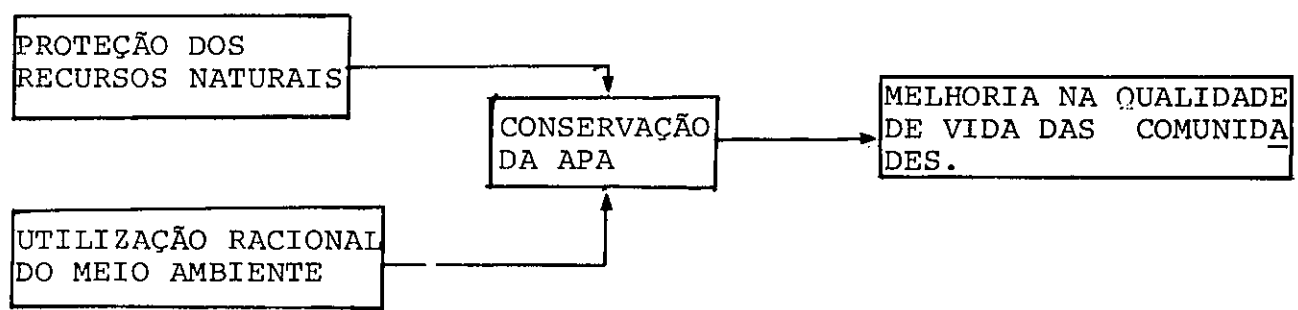 PROTEÇÃO DOS
RECURSOS NATURAIS
CONSERVAÇÃO
DA APA
MELHORIA NA QUALIDADE
DE VIDA DAS COMUNIDA
DES.
UTILIZAÇÃO RACIONAL
DO MEIO AMBIENTE